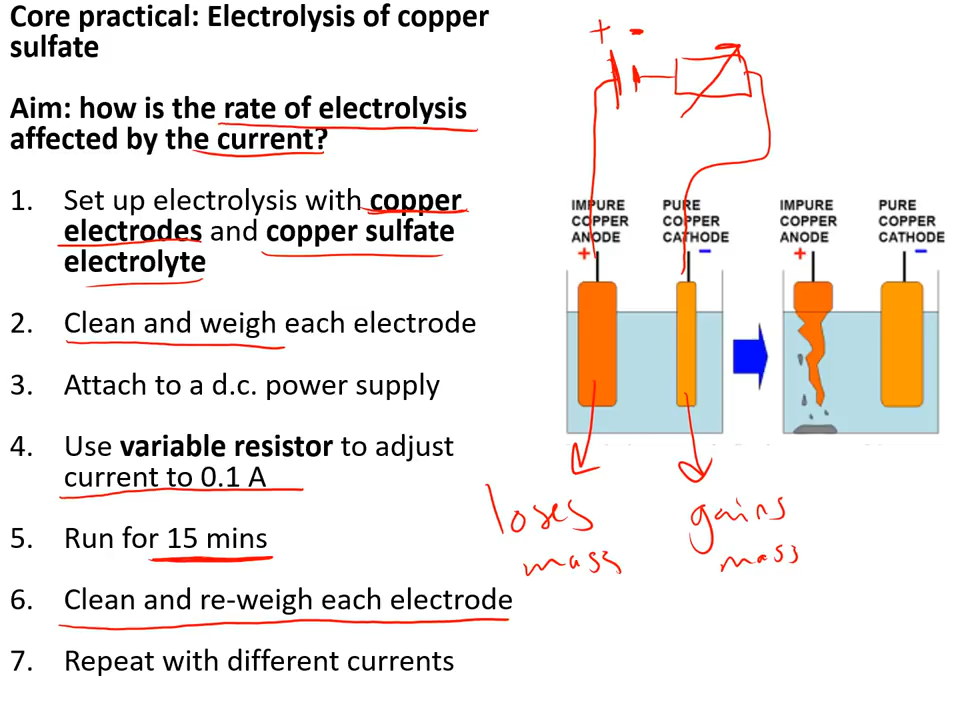 Core practical: Electrolysis of copper
sulfate
Aim: how is the rate of electrolysis
affected by the current?
1. Set up electrolysis with copper
electrodes and copper sulfate
electrolyte
2. Clean and weigh each electrode
3. Attach to a d.c. power supply
4. Use variable resistor to adjust
current to 0.1 A
5. Run for 15 mins
6. Clean and re-weigh each electrode
7. Repeat with different currents
+ -
IMPURE
COPPER
ANODE
+
PURE
COPPER
CATHODE
-
IMPURE
COPPER
ANODE
+
PURE
COPPER
CATHODE
-
loses
mass
gains
mass